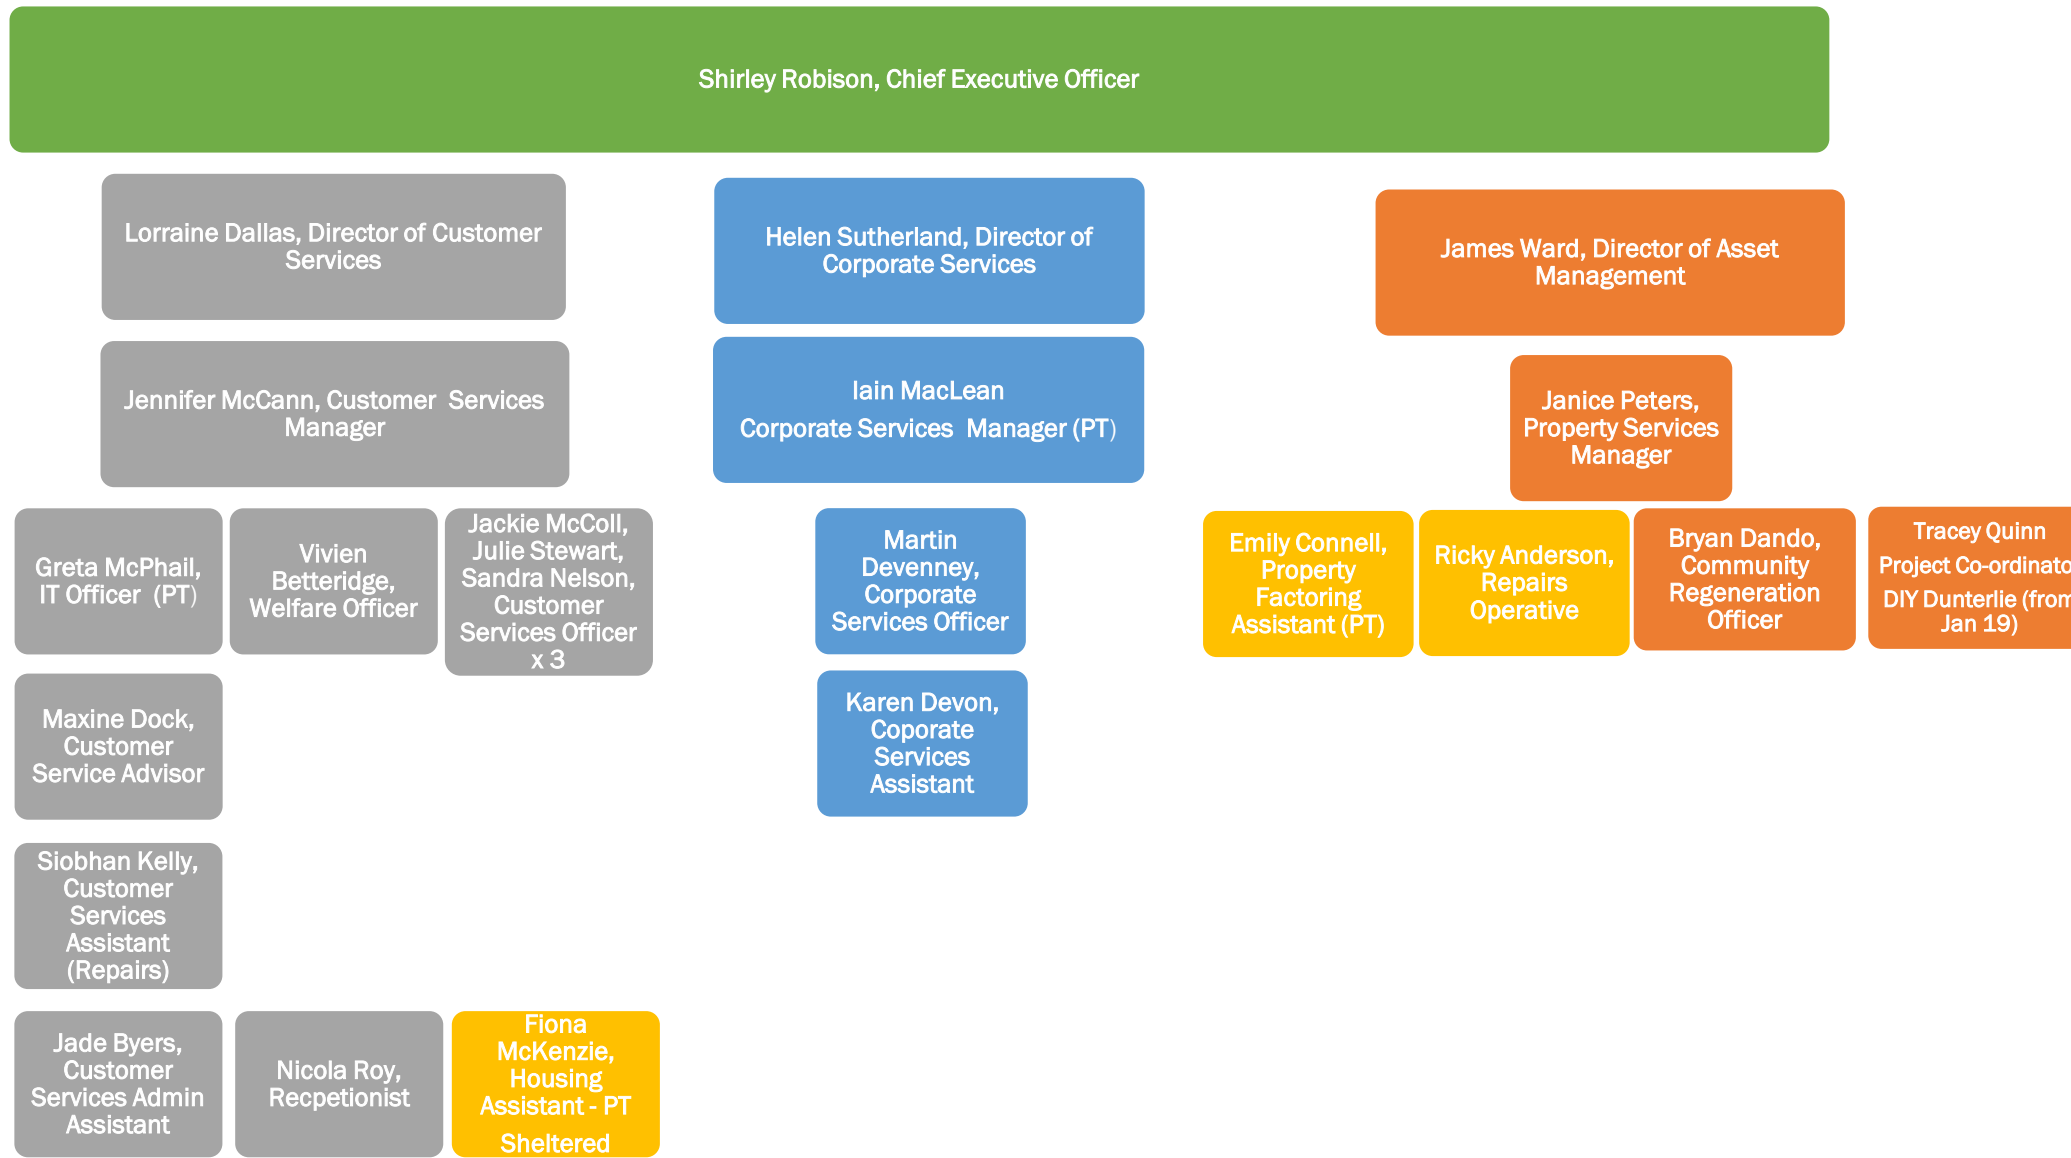 Shirley Robison, Chief Executive Officer
Lorraine Dallas, Director of Customer
Services
Helen Sutherland, Director of
Corporate Services
James Ward, Director of Asset
Management
Jennifer McCann, Customer  Services
Manager
Iain MacLean
Corporate Services  Manager (PT)
Janice Peters,
Property Services
Manager
Greta McPhail,
IT Officer  (PT)
Vivien
Betteridge,
Welfare Officer
Jackie McColl,
Julie Stewart,
Sandra Nelson,
Customer
Services Officer
x 3
Martin
Devenney,
Corporate
Services Officer
Emily Connell,
Property
Factoring
Assistant (PT)
Ricky Anderson,
Repairs
Operative
Bryan Dando,
Community
Regeneration
Officer
Tracey Quinn
Project Co-ordinato
DIY Dunterlie (from
Jan 19)
Maxine Dock,
Customer
Service Advisor
Karen Devon,
Coporate
Services
Assistant
Siobhan Kelly,
Customer
Services
Assistant
(Repairs)
Jade Byers,
Customer
Services Admin
Assistant
Nicola Roy,
Recpetionist
Fiona
McKenzie,
Housing
Assistant - PT
Sheltered